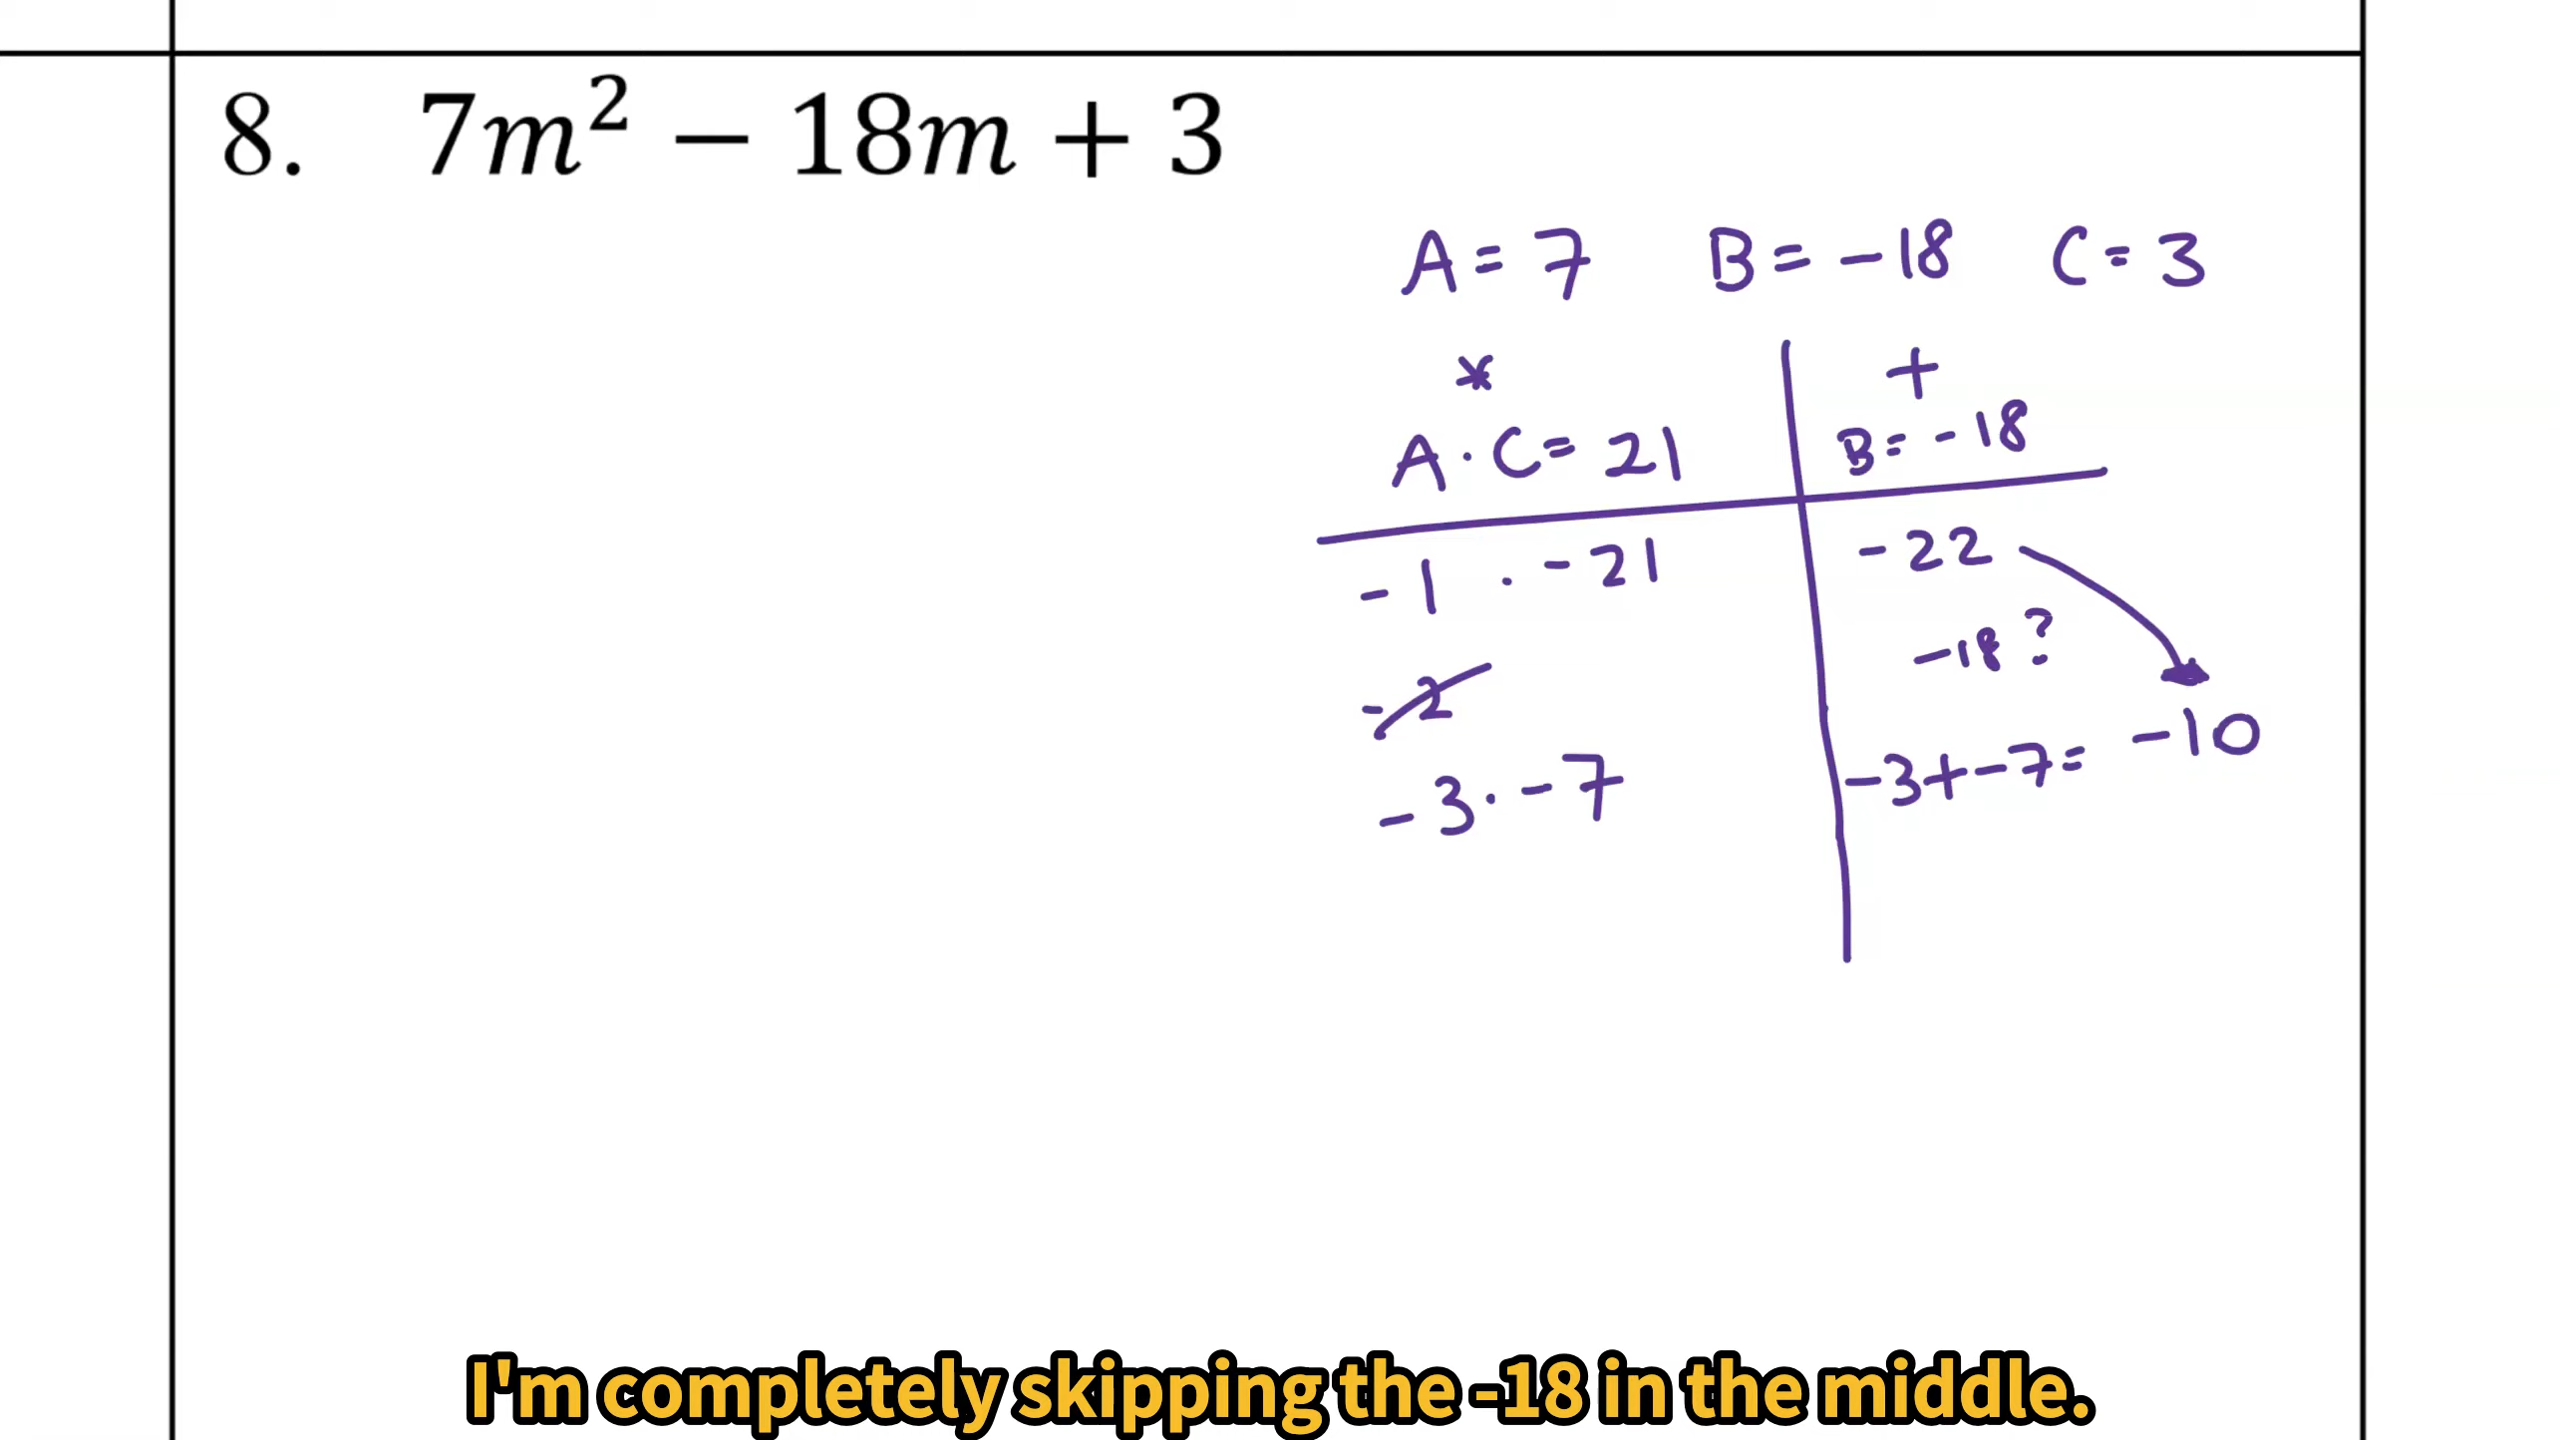 8. 7m² − 18m + 3
A = 7 B = -18 C = 3
* +
A · C = 21 B = -18
-1 · -21 -22
-18?
-2
-3 · -7 -3 + -7 = -10
I'm completely skipping the -18 in the middle.